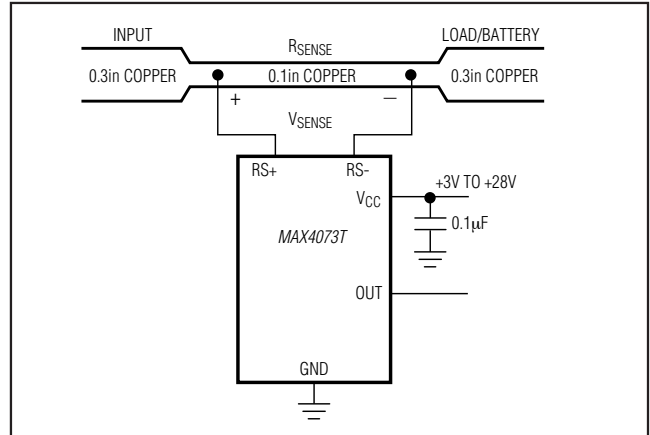 INPUT RSENSE LOAD/BATTERY
0.3in COPPER 0.1in COPPER 0.3in COPPER
+ −
VSENSE
RS+ RS-
+3V TO +28V
VCC
0.1µF
MAX4073T
OUT
GND